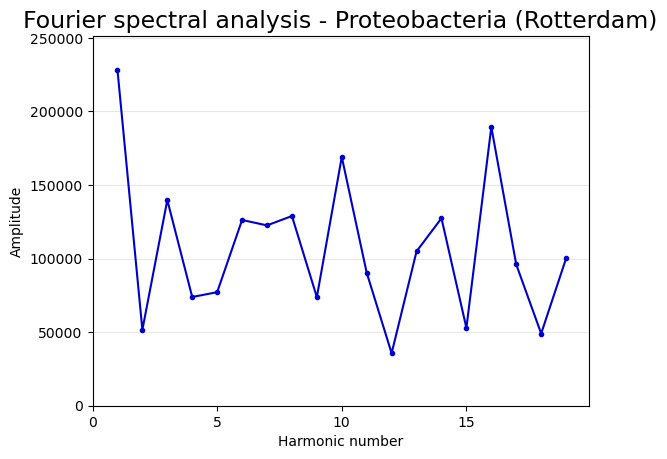 Fourier spectral analysis - Proteobacteria (Rotterdam)
250000
200000
150000
100000
50000
0
Amplitude
0 5 10 15
Harmonic number